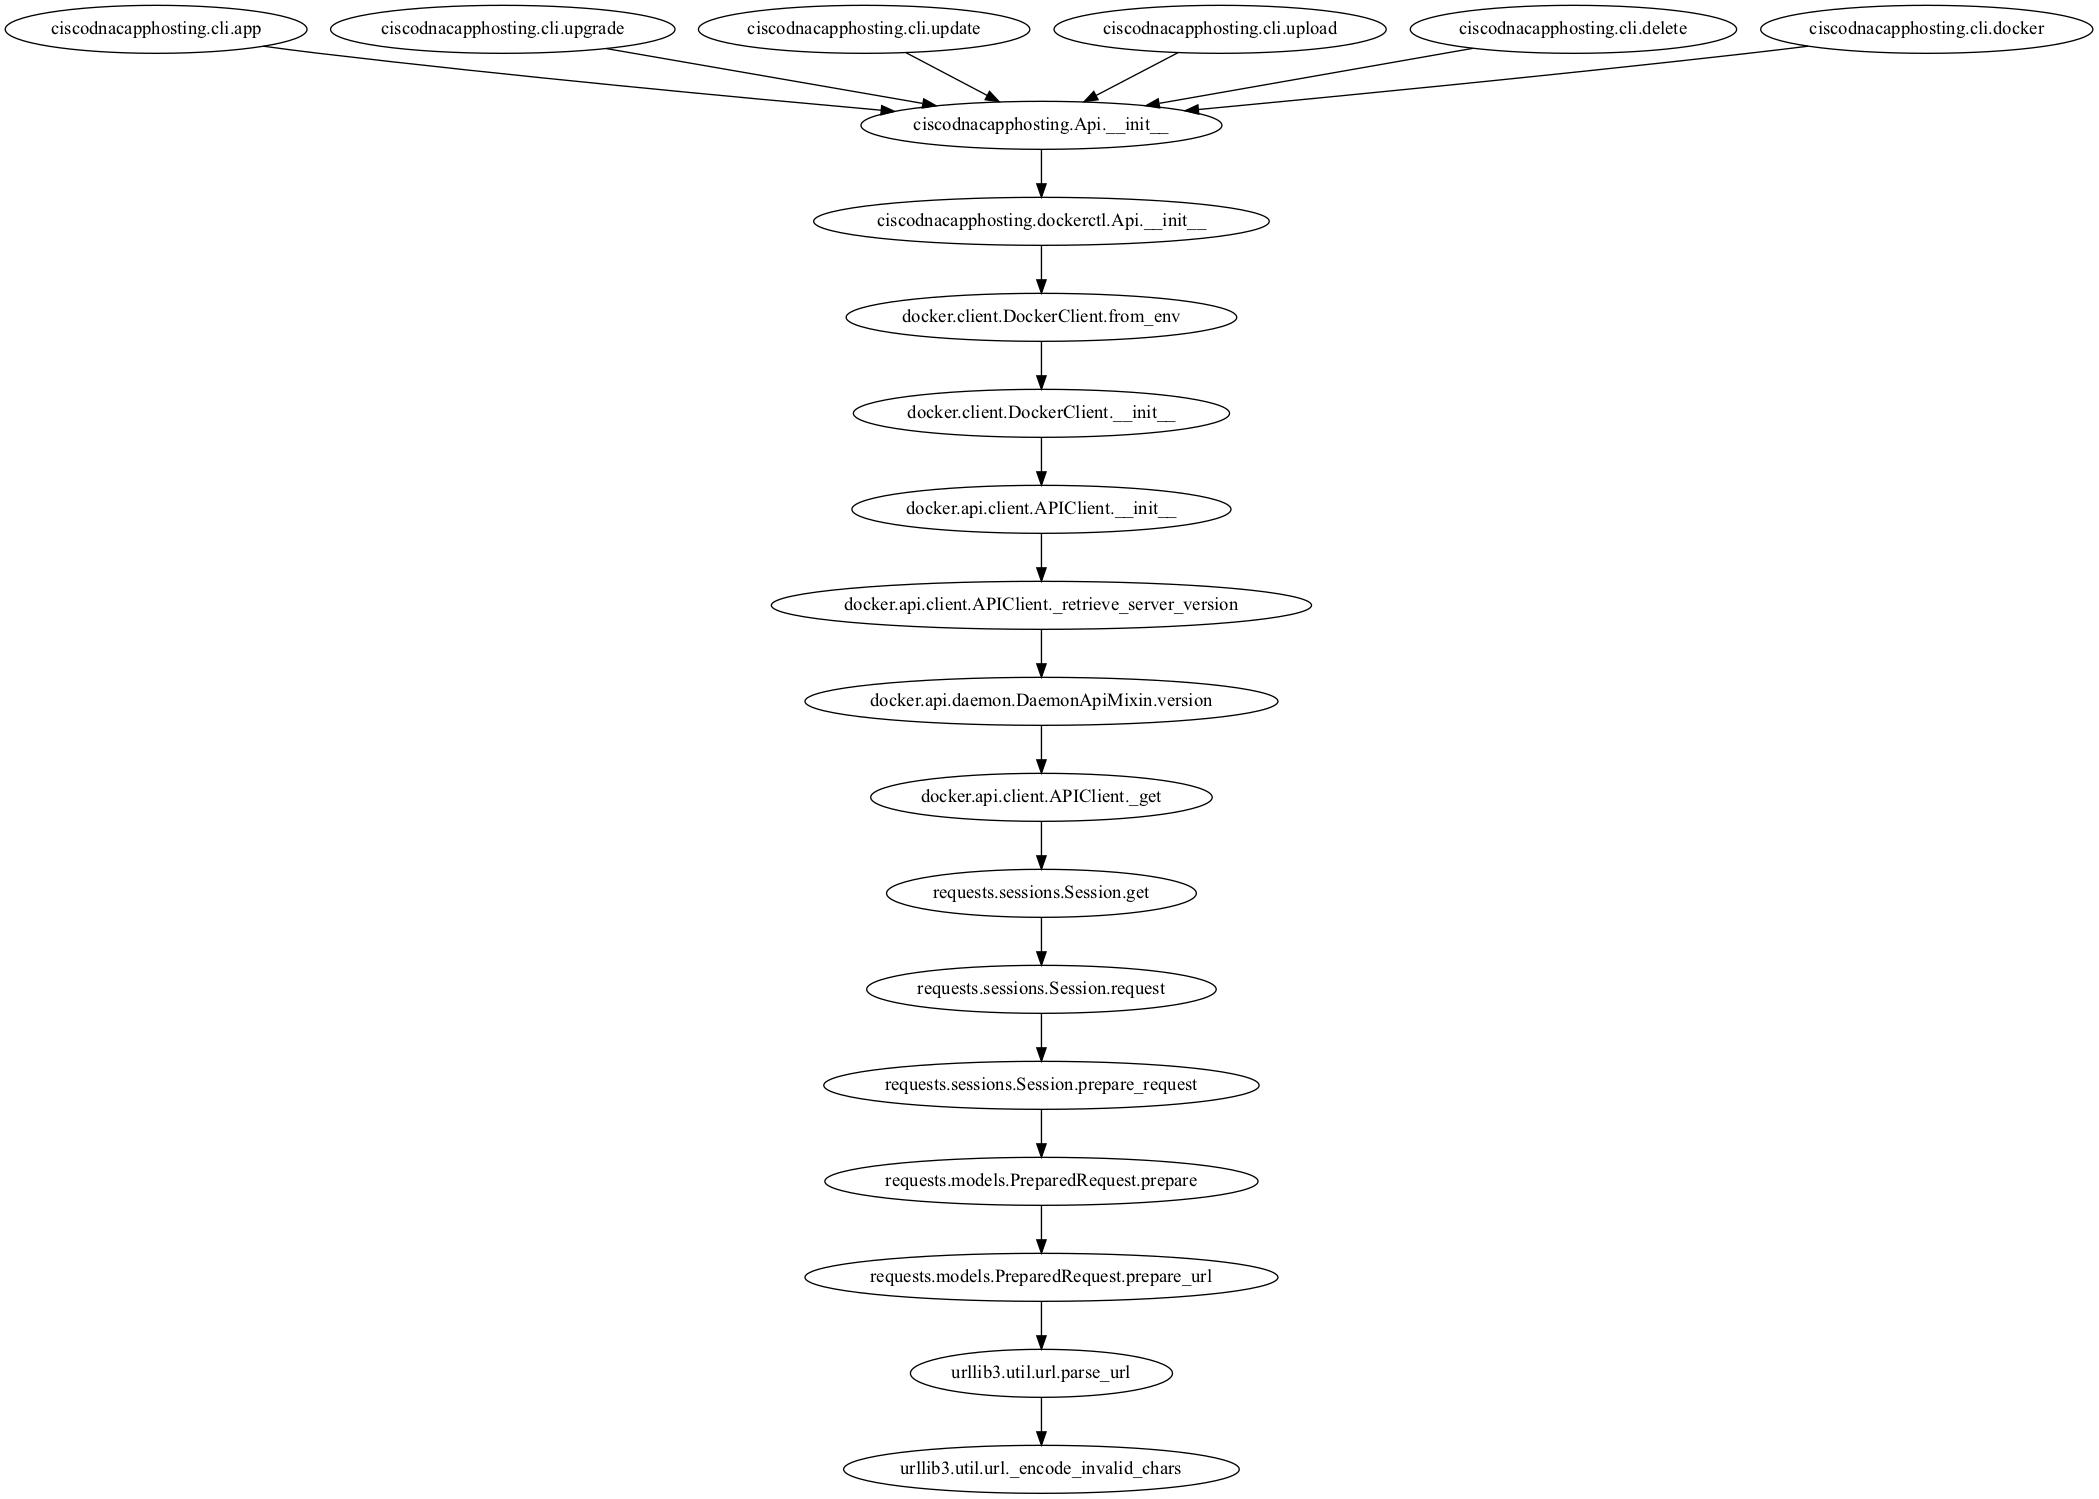 ciscodnacapphosting.cli.app
ciscodnacapphosting.cli.upgrade
ciscodnacapphosting.cli.update
ciscodnacapphosting.cli.upload
ciscodnacapphosting.cli.delete
ciscodnacapphosting.cli.docker
ciscodnacapphosting.Api.__init__
ciscodnacapphosting.dockerctl.Api.__init__
docker.client.DockerClient.from_env
docker.client.DockerClient.__init__
docker.api.client.APIClient.__init__
docker.api.client.APIClient._retrieve_server_version
docker.api.daemon.DaemonApiMixin.version
docker.api.client.APIClient._get
requests.sessions.Session.get
requests.sessions.Session.request
requests.sessions.Session.prepare_request
requests.models.PreparedRequest.prepare
requests.models.PreparedRequest.prepare_url
urllib3.util.url.parse_url
urllib3.util.url._encode_invalid_chars